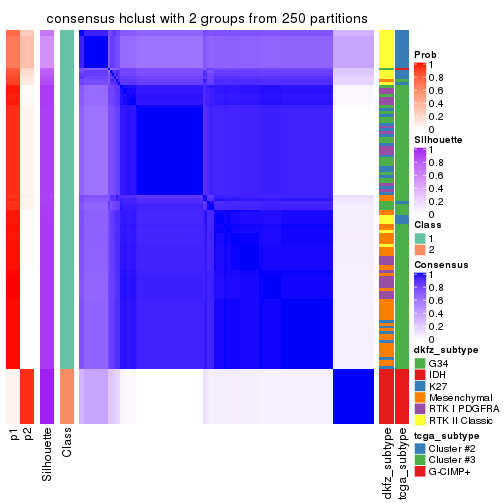 consensus hclust with 2 groups from 250 partitions
Prob
1
0.8
0.6
0.4
0.2
0
Silhouette
1
0.8
0.6
0.4
0.2
0
Class
1
2
Consensus
1
0.8
0.6
0.4
0.2
0
dkfz_subtype
G34
IDH
K27
Mesenchymal
RTK I PDGFRA
RTK II Classic
tcga_subtype
Cluster #2
Cluster #3
G-CIMP+
p1
p2
Silhouette
Class
dkfz_subtype
tcga_subtype